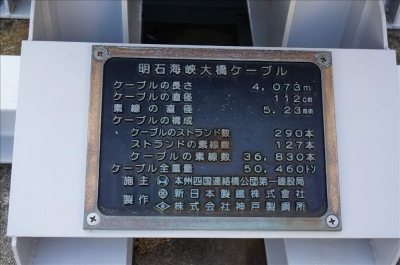 明石海峡大橋ケーブル
ケーブルの長さ 4,073m
ケーブルの直径 112cm
素線の直径 5.23mm
ケーブルの構成
ケーブルのストランド数 290本
ストランドの素線数 127本
ケーブルの素線数 36,830本
ケーブル全重量 50,460トン
施主 本州四国連絡橋公団第一建設局
製作 新日本製鐵株式会社
株式会社神戸製鋼所